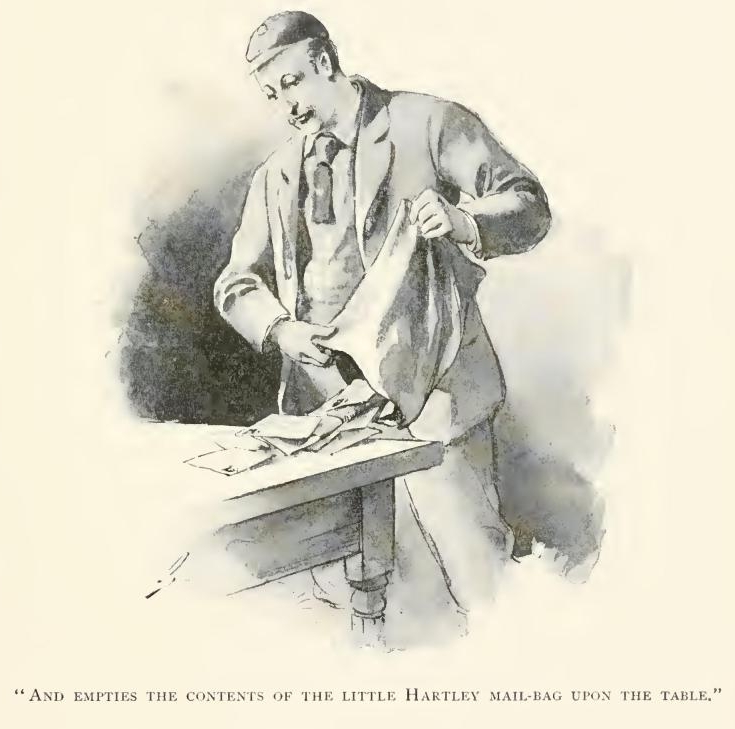 “And empties the contents of the little Hartley mail-bag upon the table.”